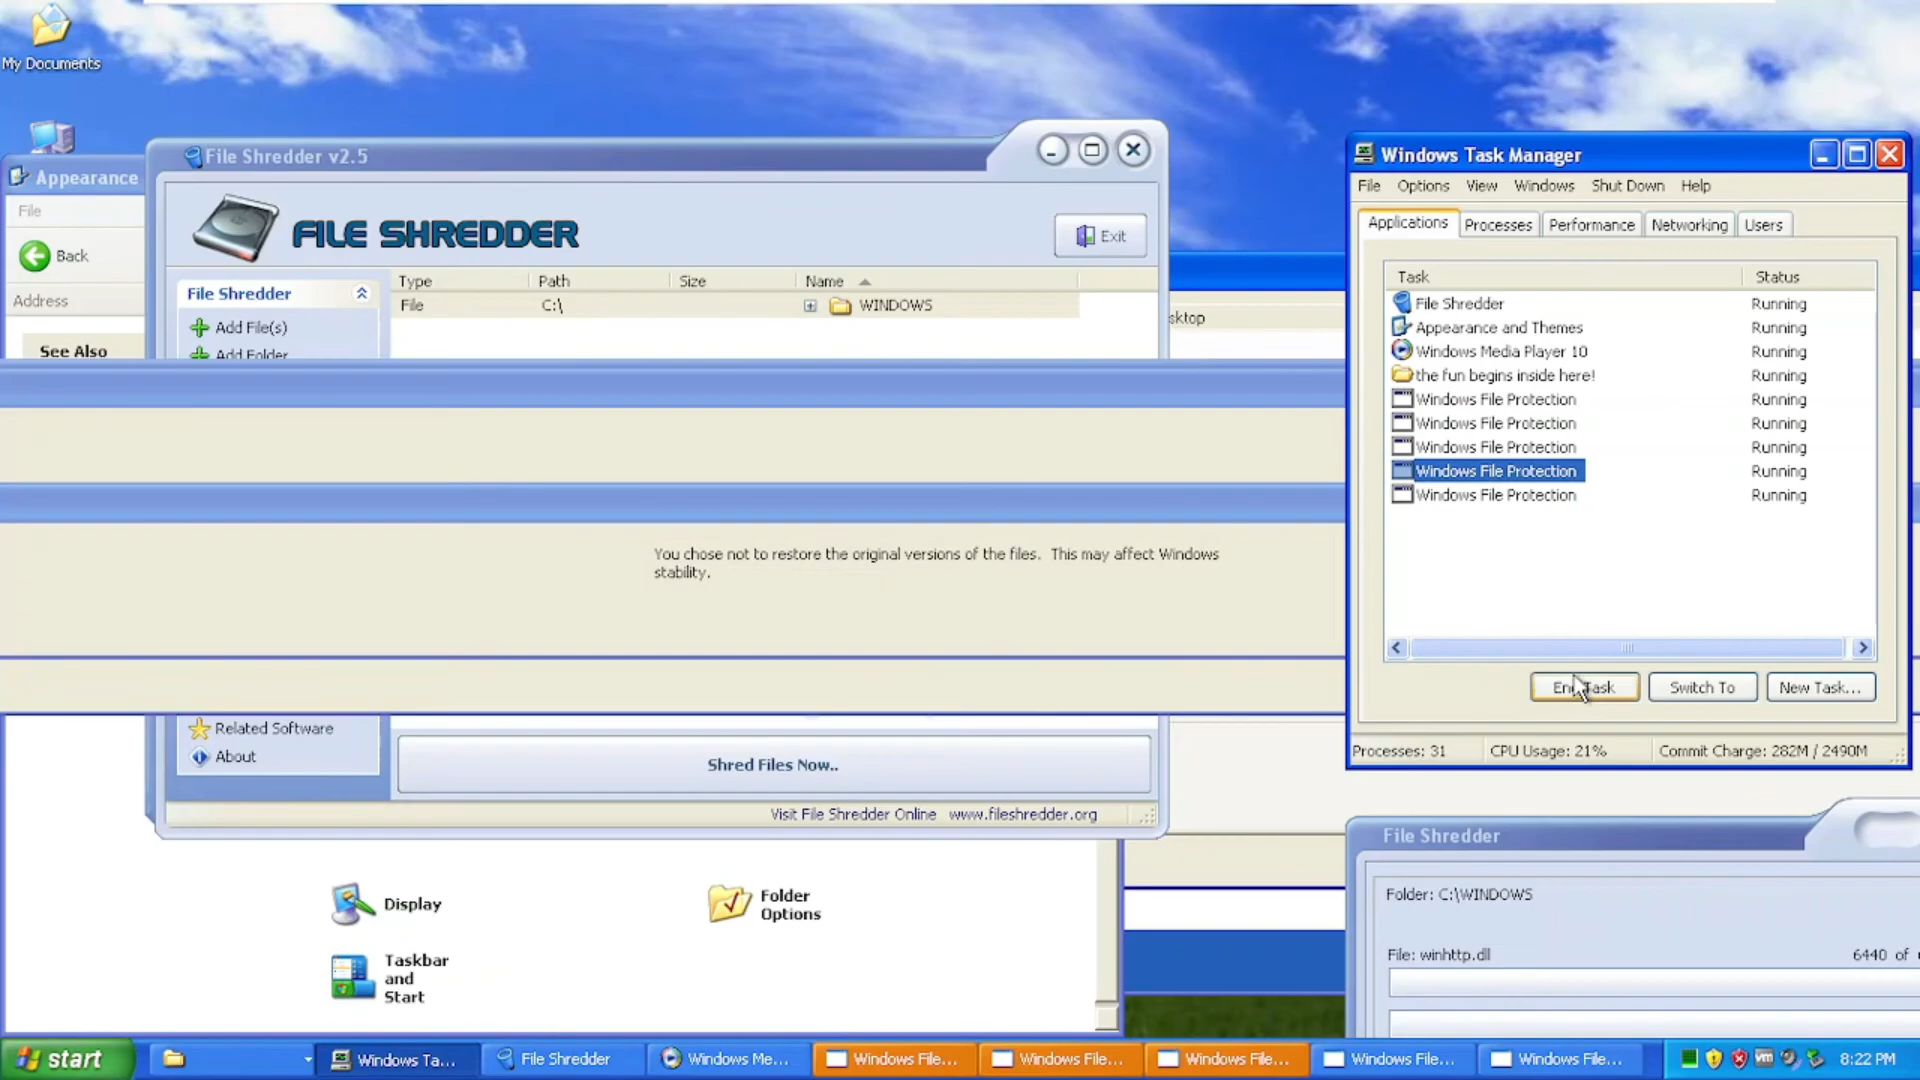 My Documents
Appearance
File
Back
Address
See Also
File Shredder v2.5
FILE SHREDDER
Exit
File Shredder
Add File(s)
Add Folder
Type Path Size Name
File C:\ WINDOWS
sktop
You chose not to restore the original versions of the files. This may affect Windows
stability.
Related Software
About
Shred Files Now..
Visit File Shredder Online www.fileshredder.org
Display
Folder
Options
Taskbar
and
Start
Windows Task Manager
File Options View Windows Shut Down Help
Applications Processes Performance Networking Users
Task Status
File Shredder Running
Appearance and Themes Running
Windows Media Player 10 Running
the fun begins inside here! Running
Windows File Protection Running
Windows File Protection Running
Windows File Protection Running
Windows File Protection Running
Windows File Protection Running
End Task Switch To New Task...
Processes: 31 CPU Usage: 21% Commit Charge: 282M / 2490M
File Shredder
Folder: C:\WINDOWS
File: winhttp.dll 6440 of
start
Windows Ta...
File Shredder
Windows Me...
Windows File...
Windows File...
Windows File...
Windows File...
Windows File...
vm
8:22 PM